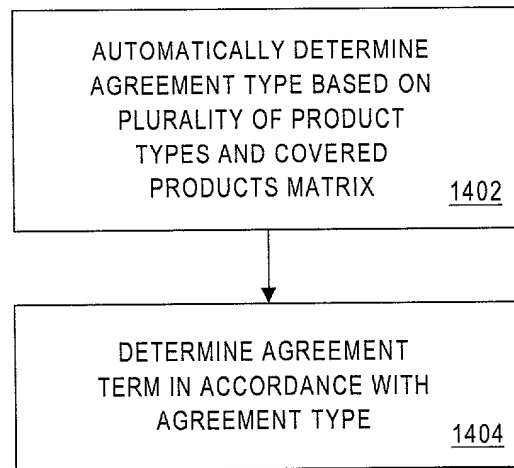 AUTOMATICALLY DETERMINE
AGREEMENT TYPE BASED ON
PLURALITY OF PRODUCT
TYPES AND COVERED
PRODUCTS MATRIX
1402
DETERMINE AGREEMENT
TERM IN ACCORDANCE WITH
AGREEMENT TYPE
1404